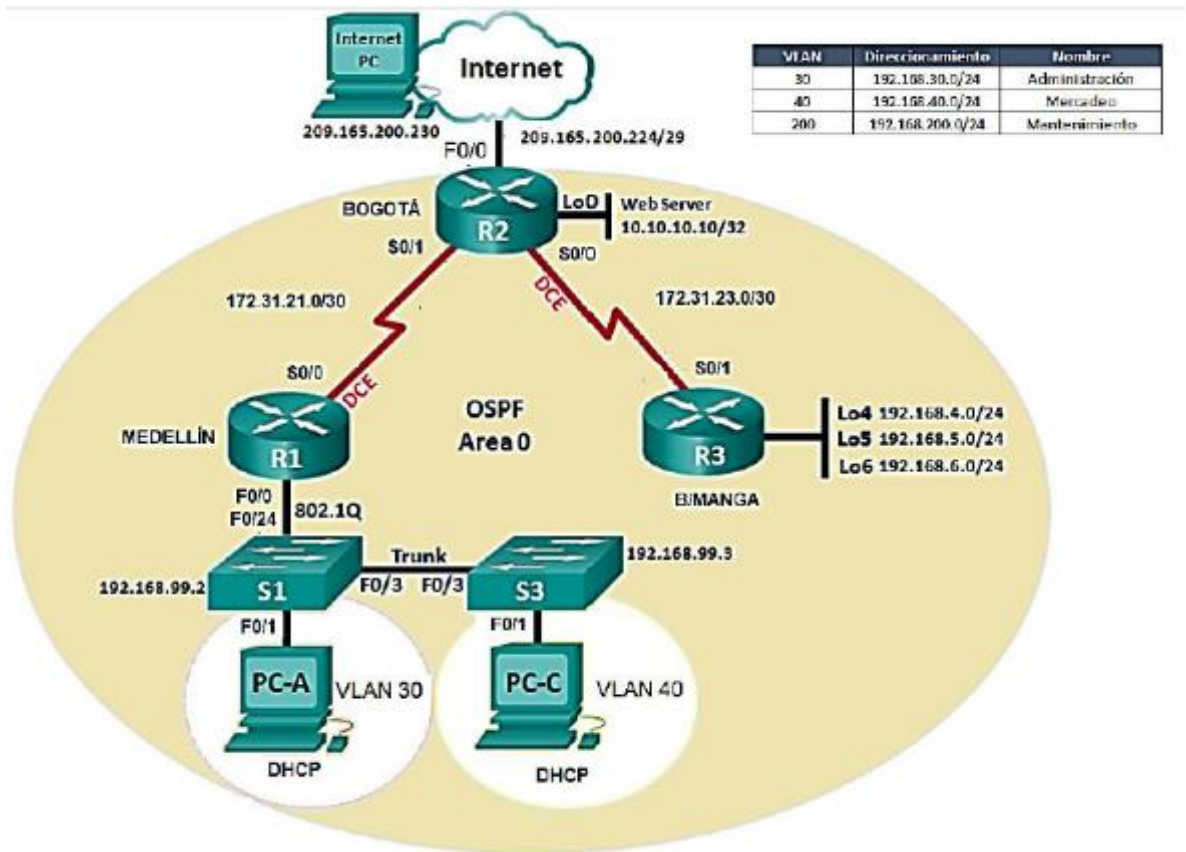 Internet
PC
Internet
209.165.200.230
209.165.200.224/29
F0/0
VLAN Direccionamiento Nombre
30 192.168.30.0/24 Administración
40 192.168.40.0/24 Mercadeo
200 192.168.200.0/24 Mantenimiento
BOGOTÁ
R2
Lo0
Web Server
10.10.10.10/32
S0/1
S0/0
172.31.21.0/30
DCE
172.31.23.0/30
S0/0
DCE
S0/1
OSPF
Area 0
MEDELLÍN
R1
R3
Lo4 192.168.4.0/24
Lo5 192.168.5.0/24
Lo6 192.168.6.0/24
B/MANGA
F0/0
F0/24
802.1Q
Trunk
192.168.99.3
192.168.99.2
S1
F0/3 F0/3
S3
F0/1
F0/1
PC-A
VLAN 30
PC-C
VLAN 40
DHCP
DHCP